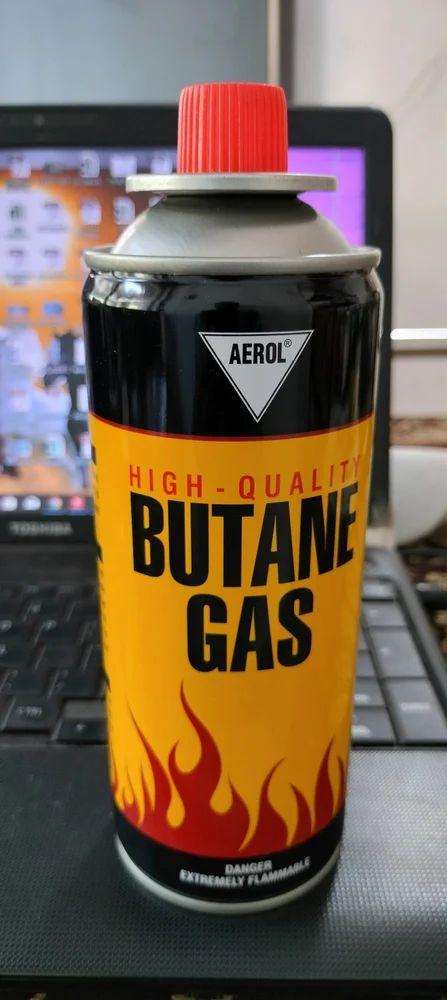 AEROL®
HIGH-QUALITY
BUTANE
GAS
DANGER
EXTREMELY FLAMMABLE
TOSHIBA